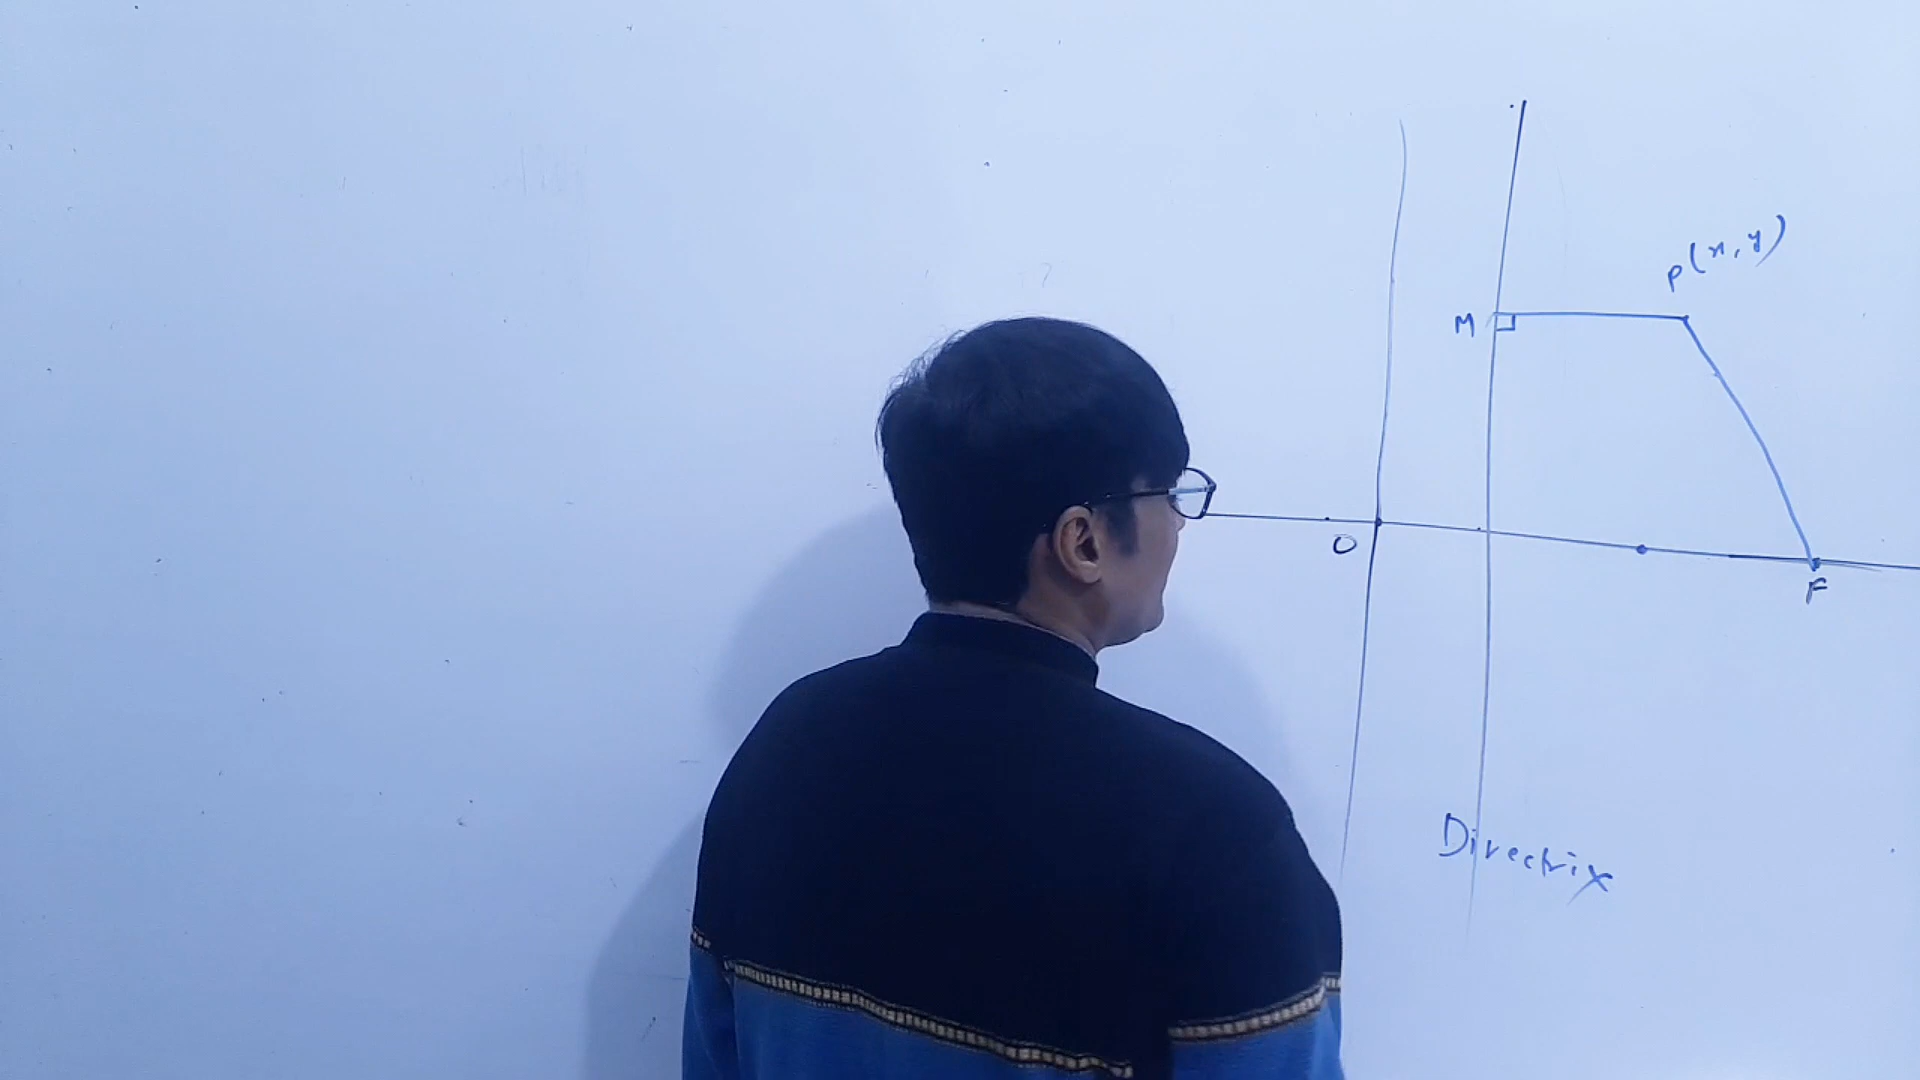 P(x, y)
M
O
F
Directrix